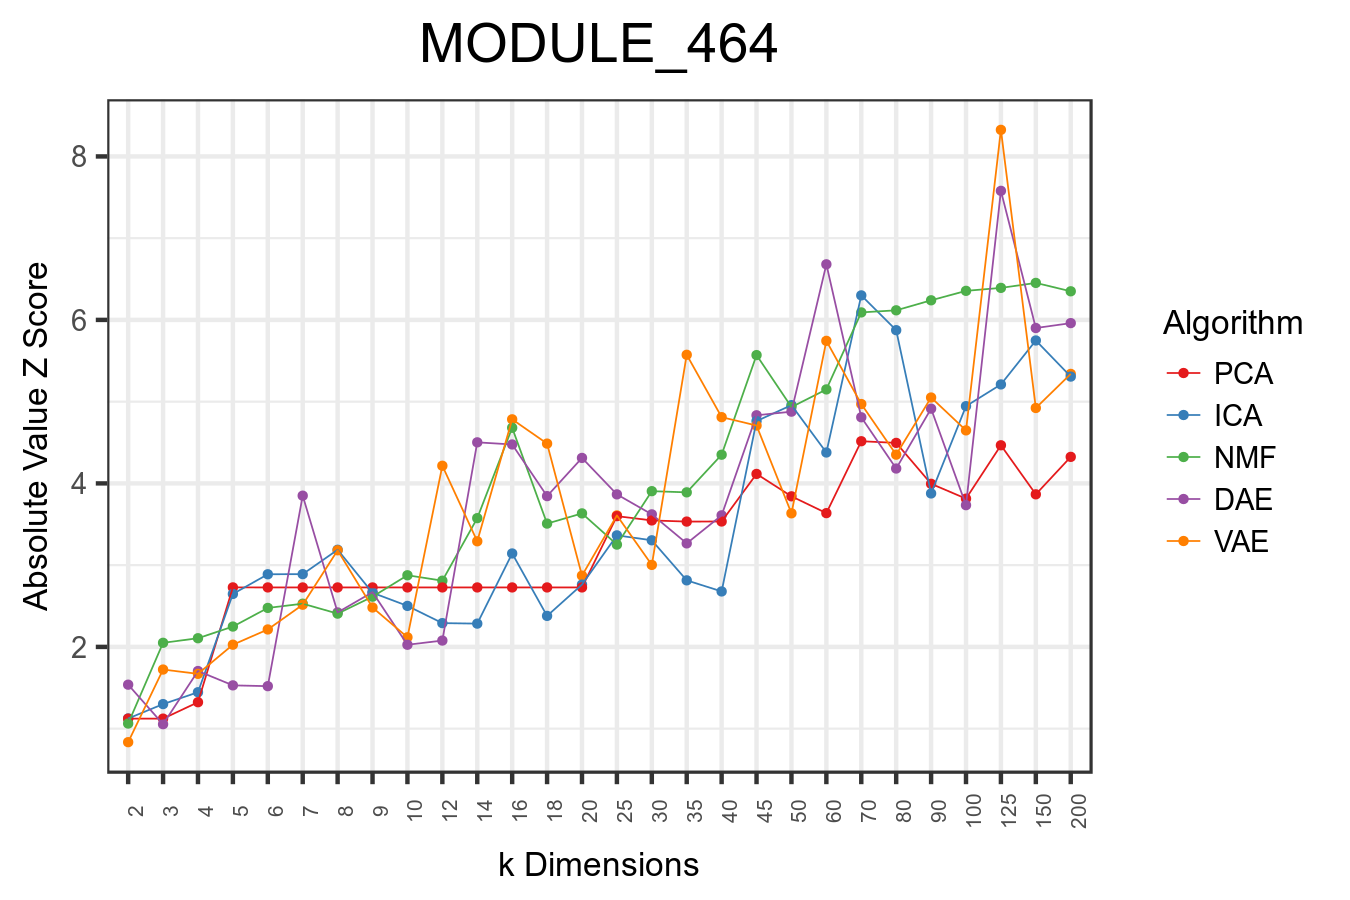 MODULE_464
Absolute Value Z Score
8
6
4
2
2 3 4 5 6 7 8 9 10 12 14 16 18 20 25 30 35 40 45 50 60 70 80 90 100 125 150 200
k Dimensions
Algorithm
PCA
ICA
NMF
DAE
VAE